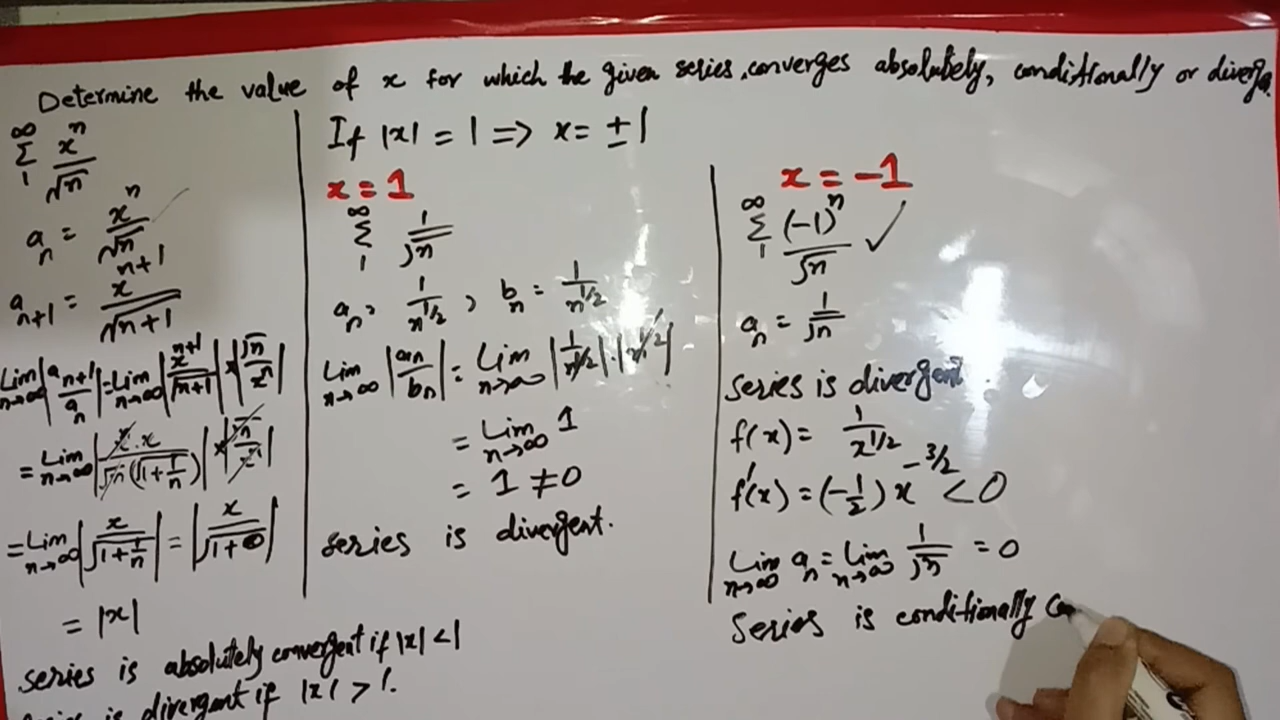 Determine the value of x for which the given series, converges absolutely, conditionally or diverge.
∞ Σ 1 x^n/√n
a_n = x^n/√n
a_{n+1} = x^{n+1}/√(n+1)
Lim n→∞ |a_{n+1}/a_n| = Lim n→∞ |x^{n+1}/√(n+1)| × |√n/x^n|
= Lim n→∞ |x^n · x/√n(√(1+1/n))| × |√n/x^n|
= Lim n→∞ |x/√(1+1/n)| = |x/√(1+0)|
= |x|
series is absolutely convergent if |x| < 1
is divergent if |x| > 1.
If |x| = 1 => x = ±1
x = 1
∞ Σ 1 1/√n
a_n, 1/n^{1/2}, b_n = 1/n^{1/2}
Lim n→∞ |a_n/b_n| = Lim n→∞ |1/n^{1/2}| · |n^{1/2}|
= Lim n→∞ 1
= 1 ≠ 0
series is divergent.
x = -1
∞ Σ 1 (-1)^n/√n ✓
a_n = 1/√n
series is divergent.
f(x) = 1/x^{1/2}
f'(x) = (-1/2) x^{-3/2} < 0
Lim n→∞ a_n = Lim n→∞ 1/√n = 0
Series is conditionally co